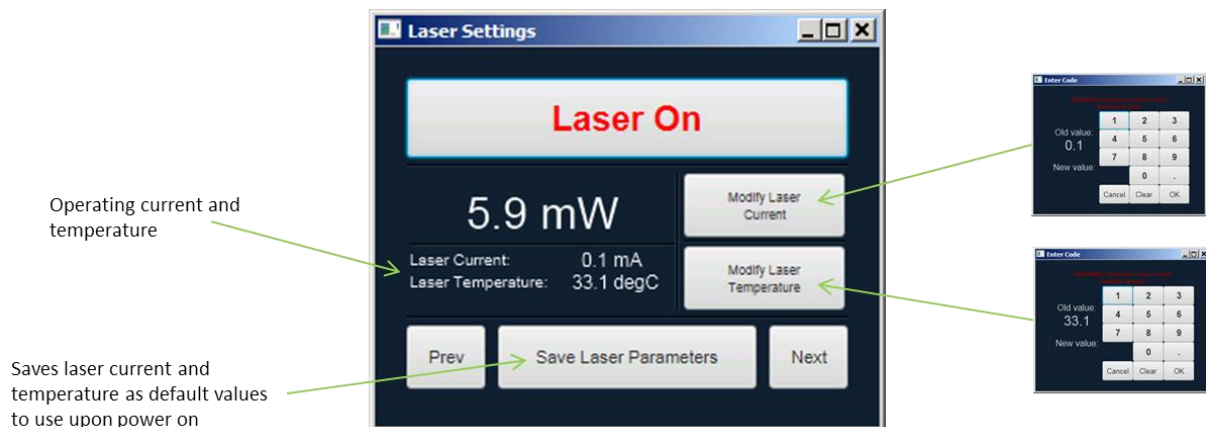 Laser Settings
Laser On
5.9 mW
Modify Laser
Current
Laser Current: 0.1 mA
Laser Temperature: 33.1 degC
Modify Laser
Temperature
Prev
Save Laser Parameters
Next
Operating current and
temperature
Saves laser current and
temperature as default values
to use upon power on
Enter Code
Old value:
0.1
New value:
1 2 3
4 5 6
7 8 9
0 .
Cancel Clear OK
Enter Code
Old value:
33.1
New value:
1 2 3
4 5 6
7 8 9
0 .
Cancel Clear OK